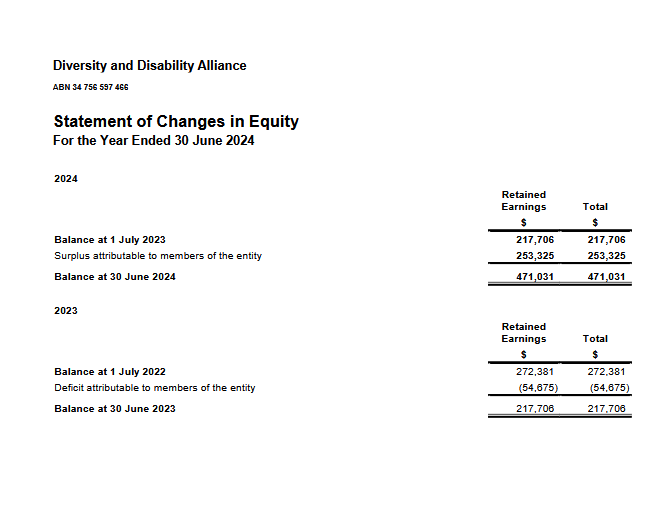 Diversity and Disability Alliance
ABN 34 756 597 466
Statement of Changes in Equity
For the Year Ended 30 June 2024
2024
Retained
Earnings Total
$ $
Balance at 1 July 2023 217,706 217,706
Surplus attributable to members of the entity 253,325 253,325
Balance at 30 June 2024 471,031 471,031
2023
Retained
Earnings Total
$ $
Balance at 1 July 2022 272,381 272,381
Deficit attributable to members of the entity (54,675) (54,675)
Balance at 30 June 2023 217,706 217,706